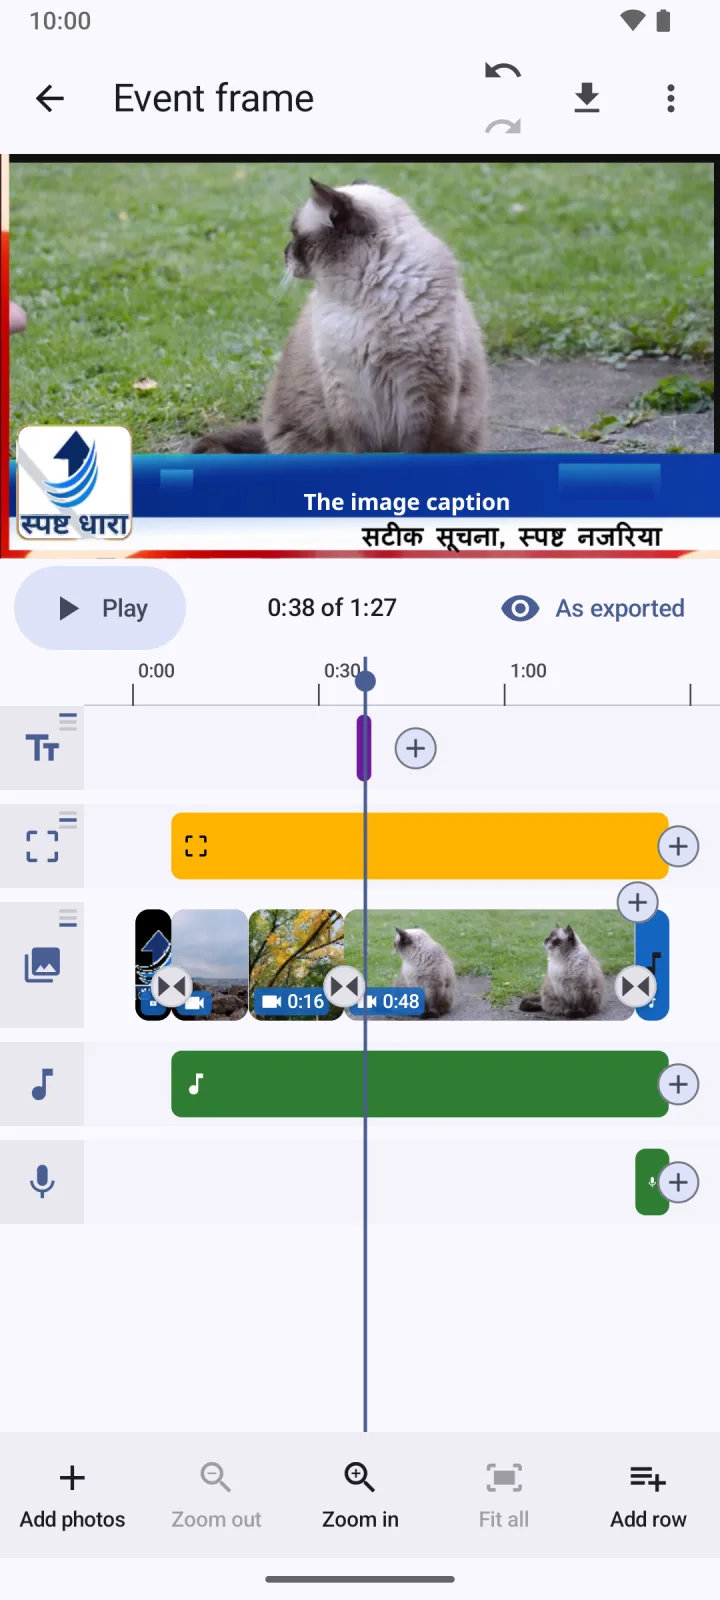 10:00
Event frame
स्पष्ट धारा
The image caption
सटीक सूचना, स्पष्ट नजरिया
Play
0:38 of 1:27
As exported
0:00
0:30
1:00
0:16
0:48
Add photos
Zoom out
Zoom in
Fit all
Add row